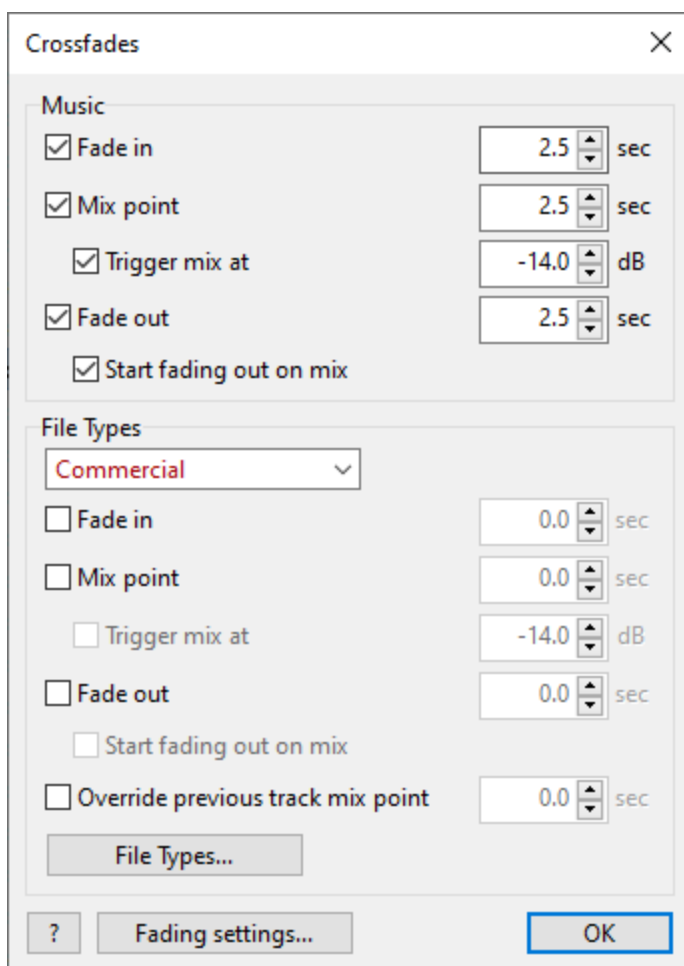 Crossfades
Music
Fade in 2.5 sec
Mix point 2.5 sec
Trigger mix at -14.0 dB
Fade out 2.5 sec
Start fading out on mix
File Types
Commercial
Fade in 0.0 sec
Mix point 0.0 sec
Trigger mix at -14.0 dB
Fade out 0.0 sec
Start fading out on mix
Override previous track mix point 0.0 sec
File Types...
? Fading settings... OK